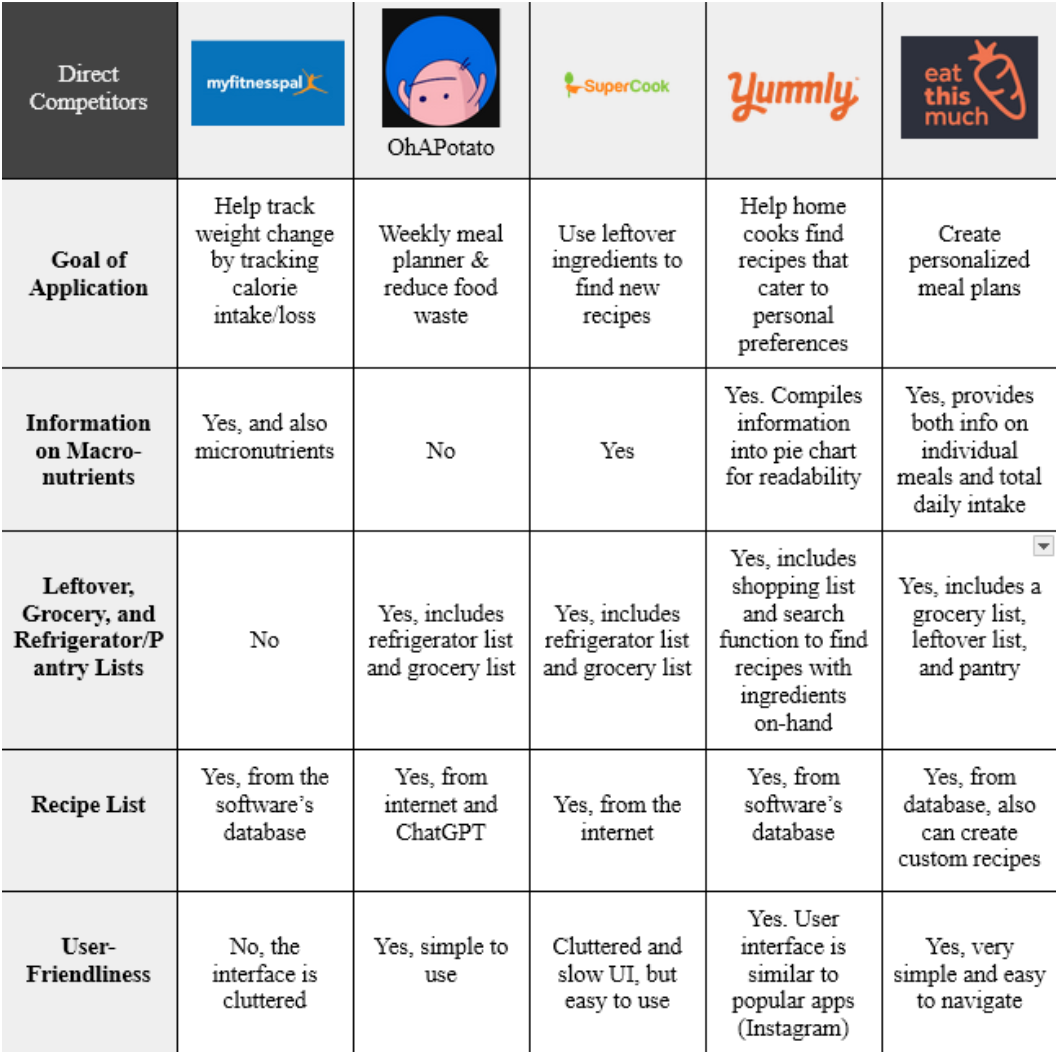 Direct
Competitors
myfitnesspal
OhAPotato
SuperCook
Yummly
eat
this
much
Goal of
Application
Help track
weight change
by tracking
calorie
intake/loss
Weekly meal
planner &
reduce food
waste
Use leftover
ingredients to
find new
recipes
Help home
cooks find
recipes that
cater to
personal
preferences
Create
personalized
meal plans
Information
on Macro-
nutrients
Yes, and also
micronutrients
No
Yes
Yes. Compiles
information
into pie chart
for readability
Yes, provides
both info on
individual
meals and total
daily intake
Leftover,
Grocery, and
Refrigerator/P
antry Lists
No
Yes, includes
refrigerator list
and grocery list
Yes, includes
refrigerator list
and grocery list
Yes, includes
shopping list
and search
function to find
recipes with
ingredients
on-hand
Yes, includes a
grocery list,
leftover list,
and pantry
Recipe List
Yes, from the
software’s
database
Yes, from
internet and
ChatGPT
Yes, from the
internet
Yes, from
software’s
database
Yes, from
database, also
can create
custom recipes
User-
Friendliness
No, the
interface is
cluttered
Yes, simple to
use
Cluttered and
slow UI, but
easy to use
Yes. User
interface is
similar to
popular apps
(Instagram)
Yes, very
simple and easy
to navigate